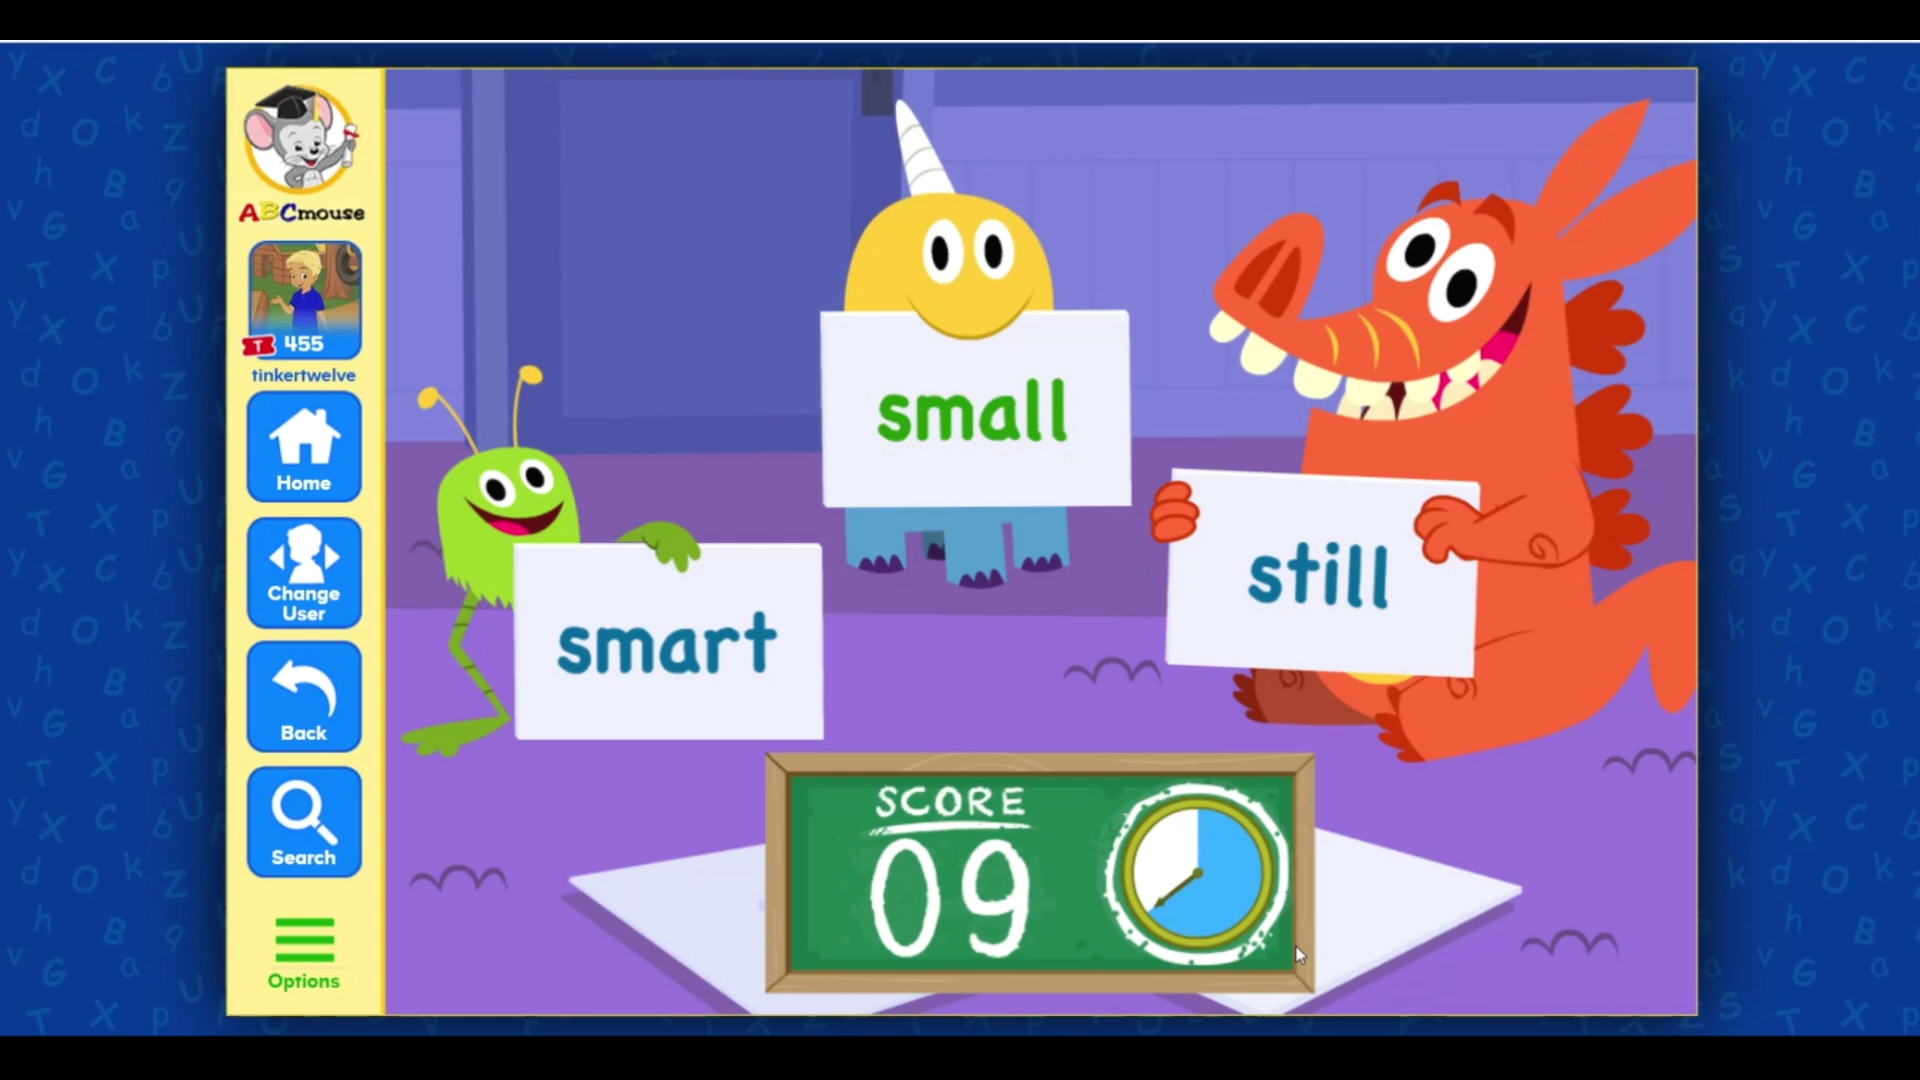 ABCmouse
T 455
tinkertwelve
Home
Change
User
Back
Search
Options
small
still
smart
SCORE
09